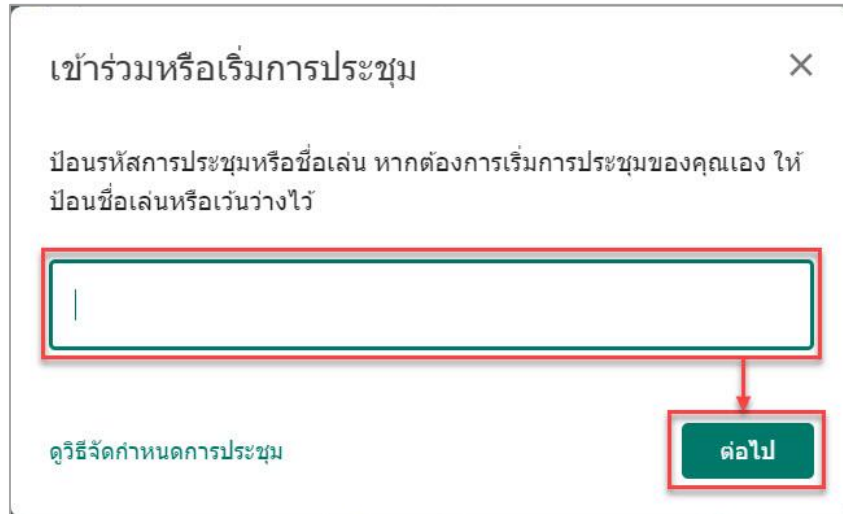 เข้าร่วมหรือเริ่มการประชุม
ป้อนรหัสการประชุมหรือชื่อเล่น หากต้องการเริ่มการประชุมของคุณเอง ให้
ป้อนชื่อเล่นหรือเว้นว่างไว้
ดูวิธีจัดกำหนดการประชุม
ต่อไป